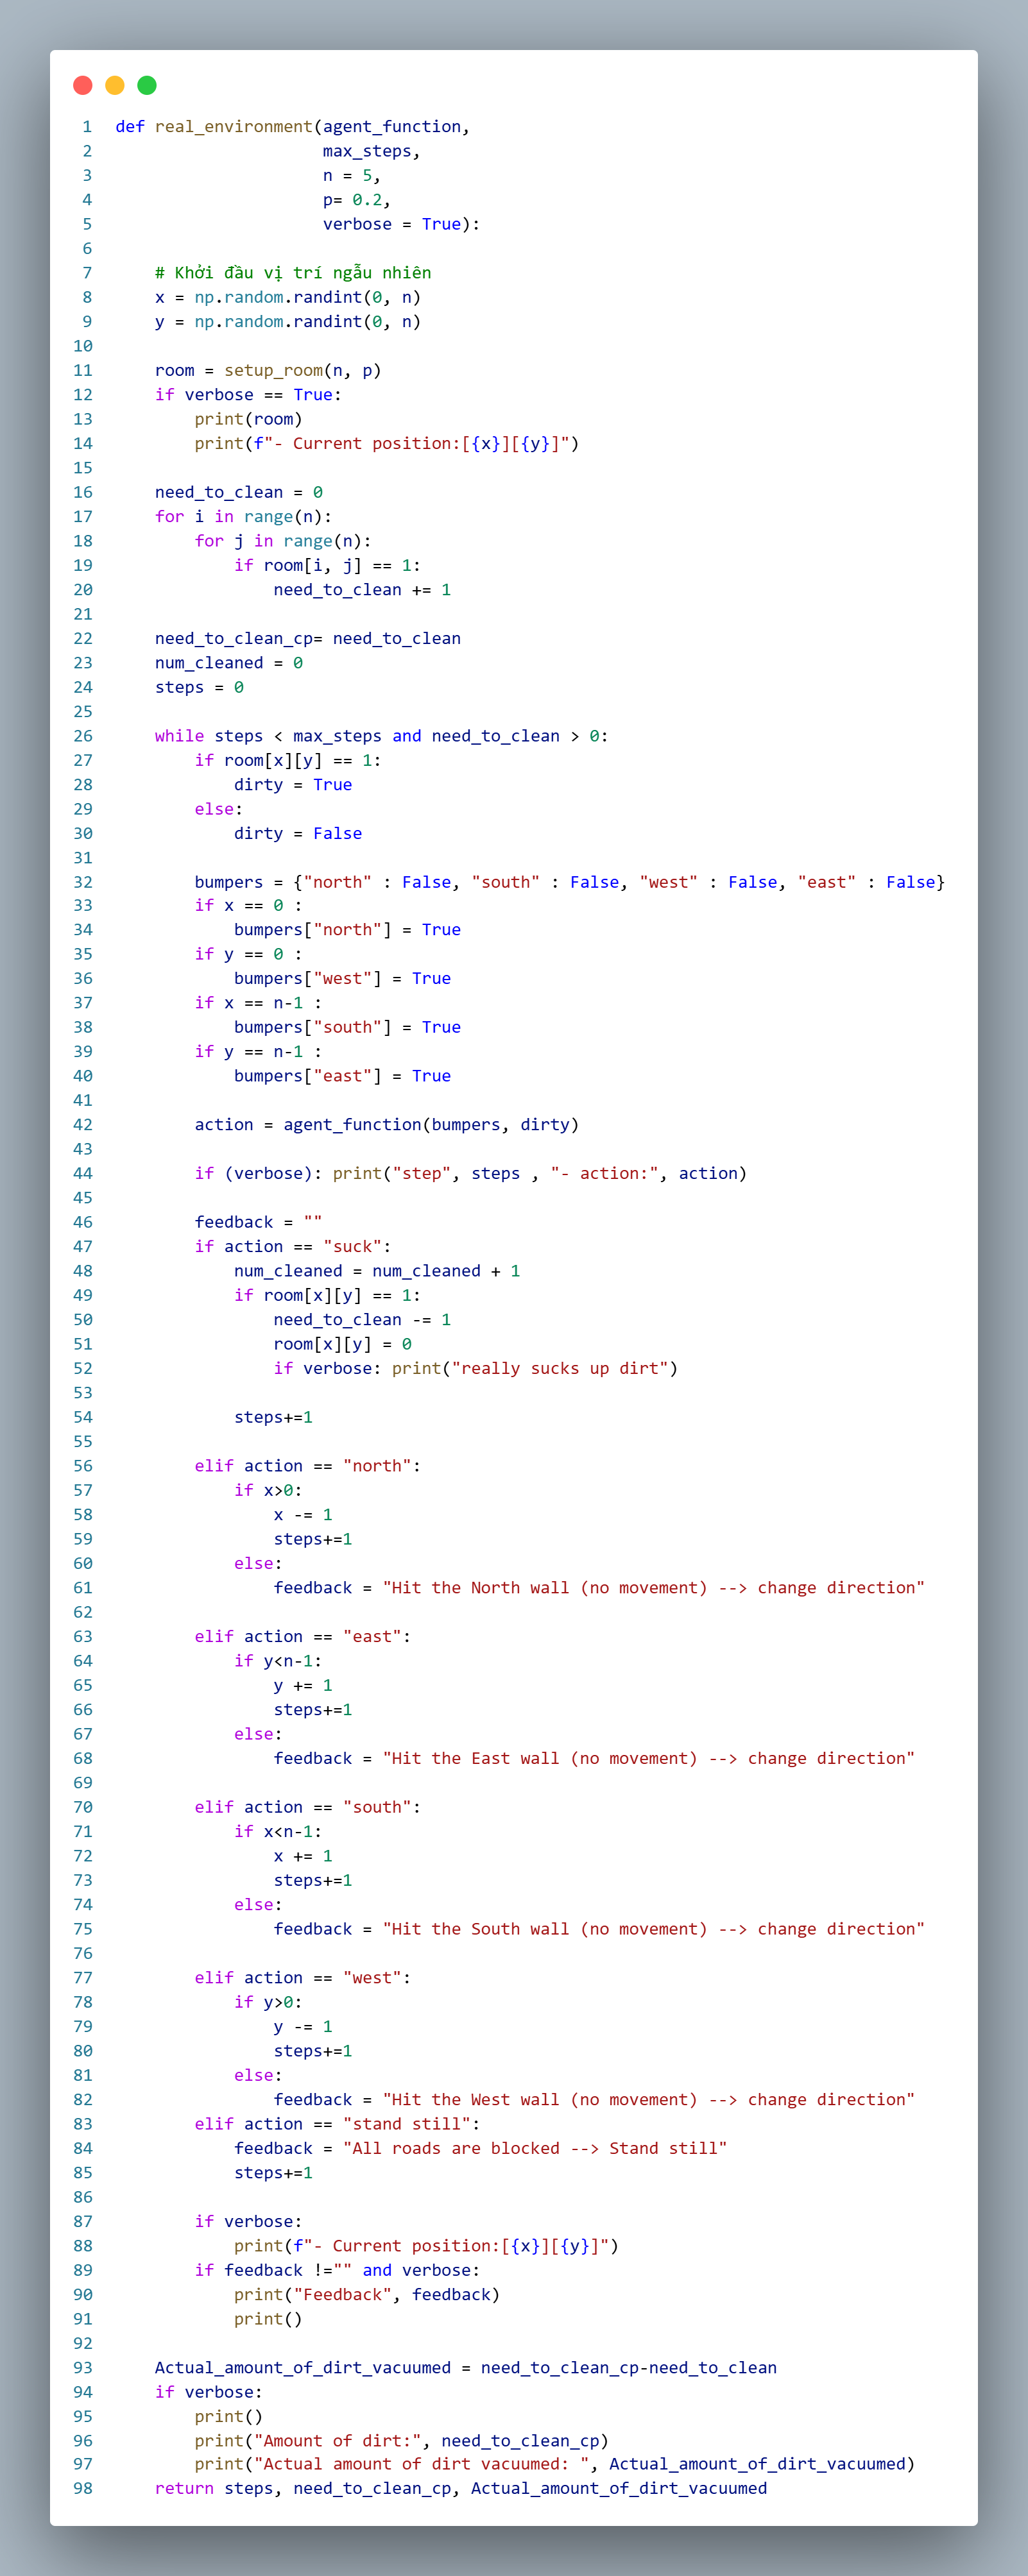 1 def real_environment(agent_function,
2                      max_steps,
3                      n = 5,
4                      p= 0.2,
5                      verbose = True):
6
7     # Khởi đầu vị trí ngẫu nhiên
8     x = np.random.randint(0, n)
9     y = np.random.randint(0, n)
10
11     room = setup_room(n, p)
12     if verbose == True:
13         print(room)
14         print(f"- Current position:[{x}][{y}]")
15
16     need_to_clean = 0
17     for i in range(n):
18         for j in range(n):
19             if room[i, j] == 1:
20                 need_to_clean += 1
21
22     need_to_clean_cp= need_to_clean
23     num_cleaned = 0
24     steps = 0
25
26     while steps < max_steps and need_to_clean > 0:
27         if room[x][y] == 1:
28             dirty = True
29         else:
30             dirty = False
31
32         bumpers = {"north" : False, "south" : False, "west" : False, "east" : False}
33         if x == 0 :
34             bumpers["north"] = True
35         if y == 0 :
36             bumpers["west"] = True
37         if x == n-1 :
38             bumpers["south"] = True
39         if y == n-1 :
40             bumpers["east"] = True
41
42         action = agent_function(bumpers, dirty)
43
44         if (verbose): print("step", steps , "- action:", action)
45
46         feedback = ""
47         if action == "suck":
48             num_cleaned = num_cleaned + 1
49             if room[x][y] == 1:
50                 need_to_clean -= 1
51                 room[x][y] = 0
52                 if verbose: print("really sucks up dirt")
53
54             steps+=1
55
56         elif action == "north":
57             if x>0:
58                 x -= 1
59                 steps+=1
60             else:
61                 feedback = "Hit the North wall (no movement) --> change direction"
62
63         elif action == "east":
64             if y<n-1:
65                 y += 1
66                 steps+=1
67             else:
68                 feedback = "Hit the East wall (no movement) --> change direction"
69
70         elif action == "south":
71             if x<n-1:
72                 x += 1
73                 steps+=1
74             else:
75                 feedback = "Hit the South wall (no movement) --> change direction"
76
77         elif action == "west":
78             if y>0:
79                 y -= 1
80                 steps+=1
81             else:
82                 feedback = "Hit the West wall (no movement) --> change direction"
83         elif action == "stand still":
84             feedback = "All roads are blocked --> Stand still"
85             steps+=1
86
87         if verbose:
88             print(f"- Current position:[{x}][{y}]")
89         if feedback !="" and verbose:
90             print("Feedback", feedback)
91             print()
92
93     Actual_amount_of_dirt_vacuumed = need_to_clean_cp-need_to_clean
94     if verbose:
95         print()
96         print("Amount of dirt:", need_to_clean_cp)
97         print("Actual amount of dirt vacuumed: ", Actual_amount_of_dirt_vacuumed)
98     return steps, need_to_clean_cp, Actual_amount_of_dirt_vacuumed